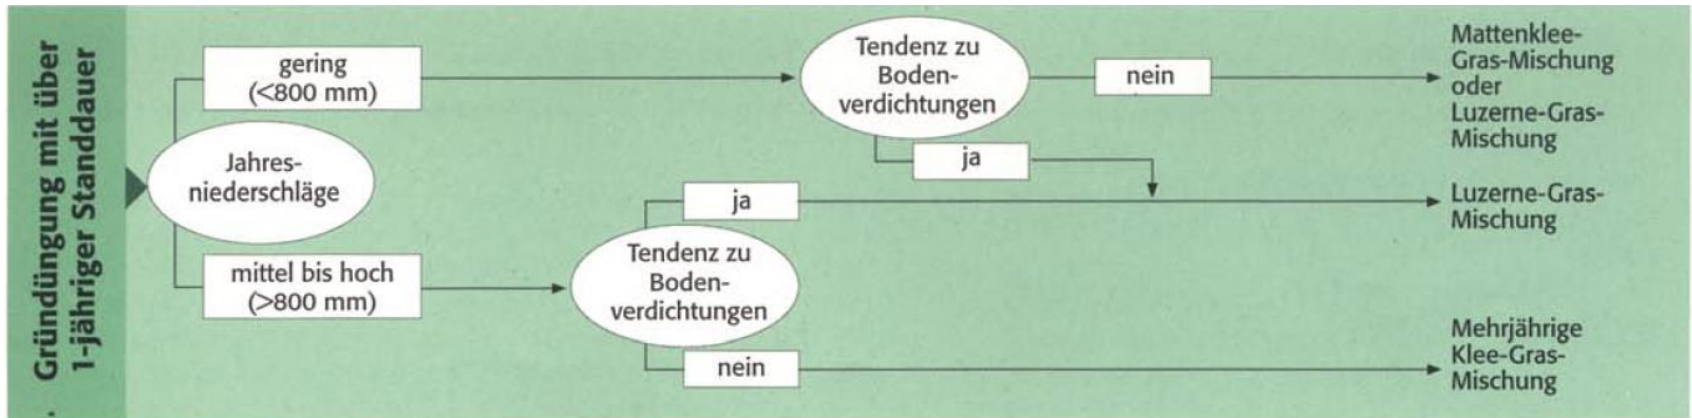 Gründüngung mit über
1-jähriger Standdauer
Jahres-
niederschläge
gering
(<800 mm)
Tendenz zu
Boden-
verdichtungen
nein
Mattenklee-
Gras-Mischung
oder
Luzerne-Gras-
Mischung
ja
mittel bis hoch
(>800 mm)
Tendenz zu
Boden-
verdichtungen
ja
Luzerne-Gras-
Mischung
nein
Mehrjährige
Klee-Gras-
Mischung